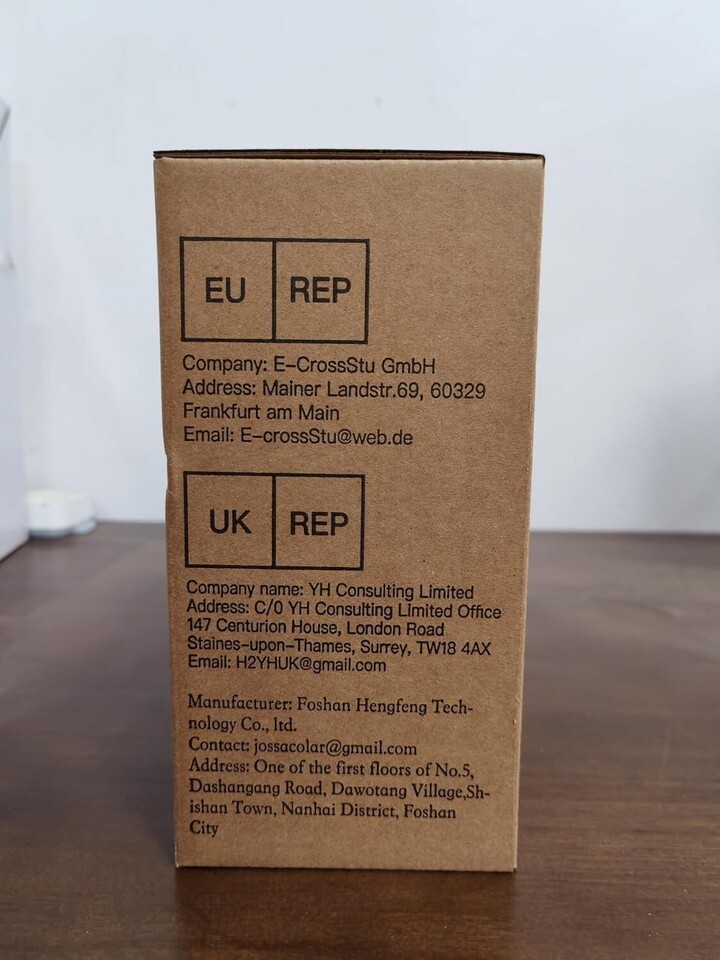 EU REP
Company: E-CrossStu GmbH
Address: Mainer Landstr.69, 60329
Frankfurt am Main
Email: E-crossStu@web.de
UK REP
Company name: YH Consulting Limited
Address: C/0 YH Consulting Limited Office
147 Centurion House, London Road
Staines-upon-Thames, Surrey, TW18 4AX
Email: H2YHUK@gmail.com
Manufacturer: Foshan Hengfeng Tech-
nology Co., ltd.
Contact: jossacolar@gmail.com
Address: One of the first floors of No.5,
Dashangang Road, Dawotang Village,Sh-
ishan Town, Nanhai District, Foshan
City